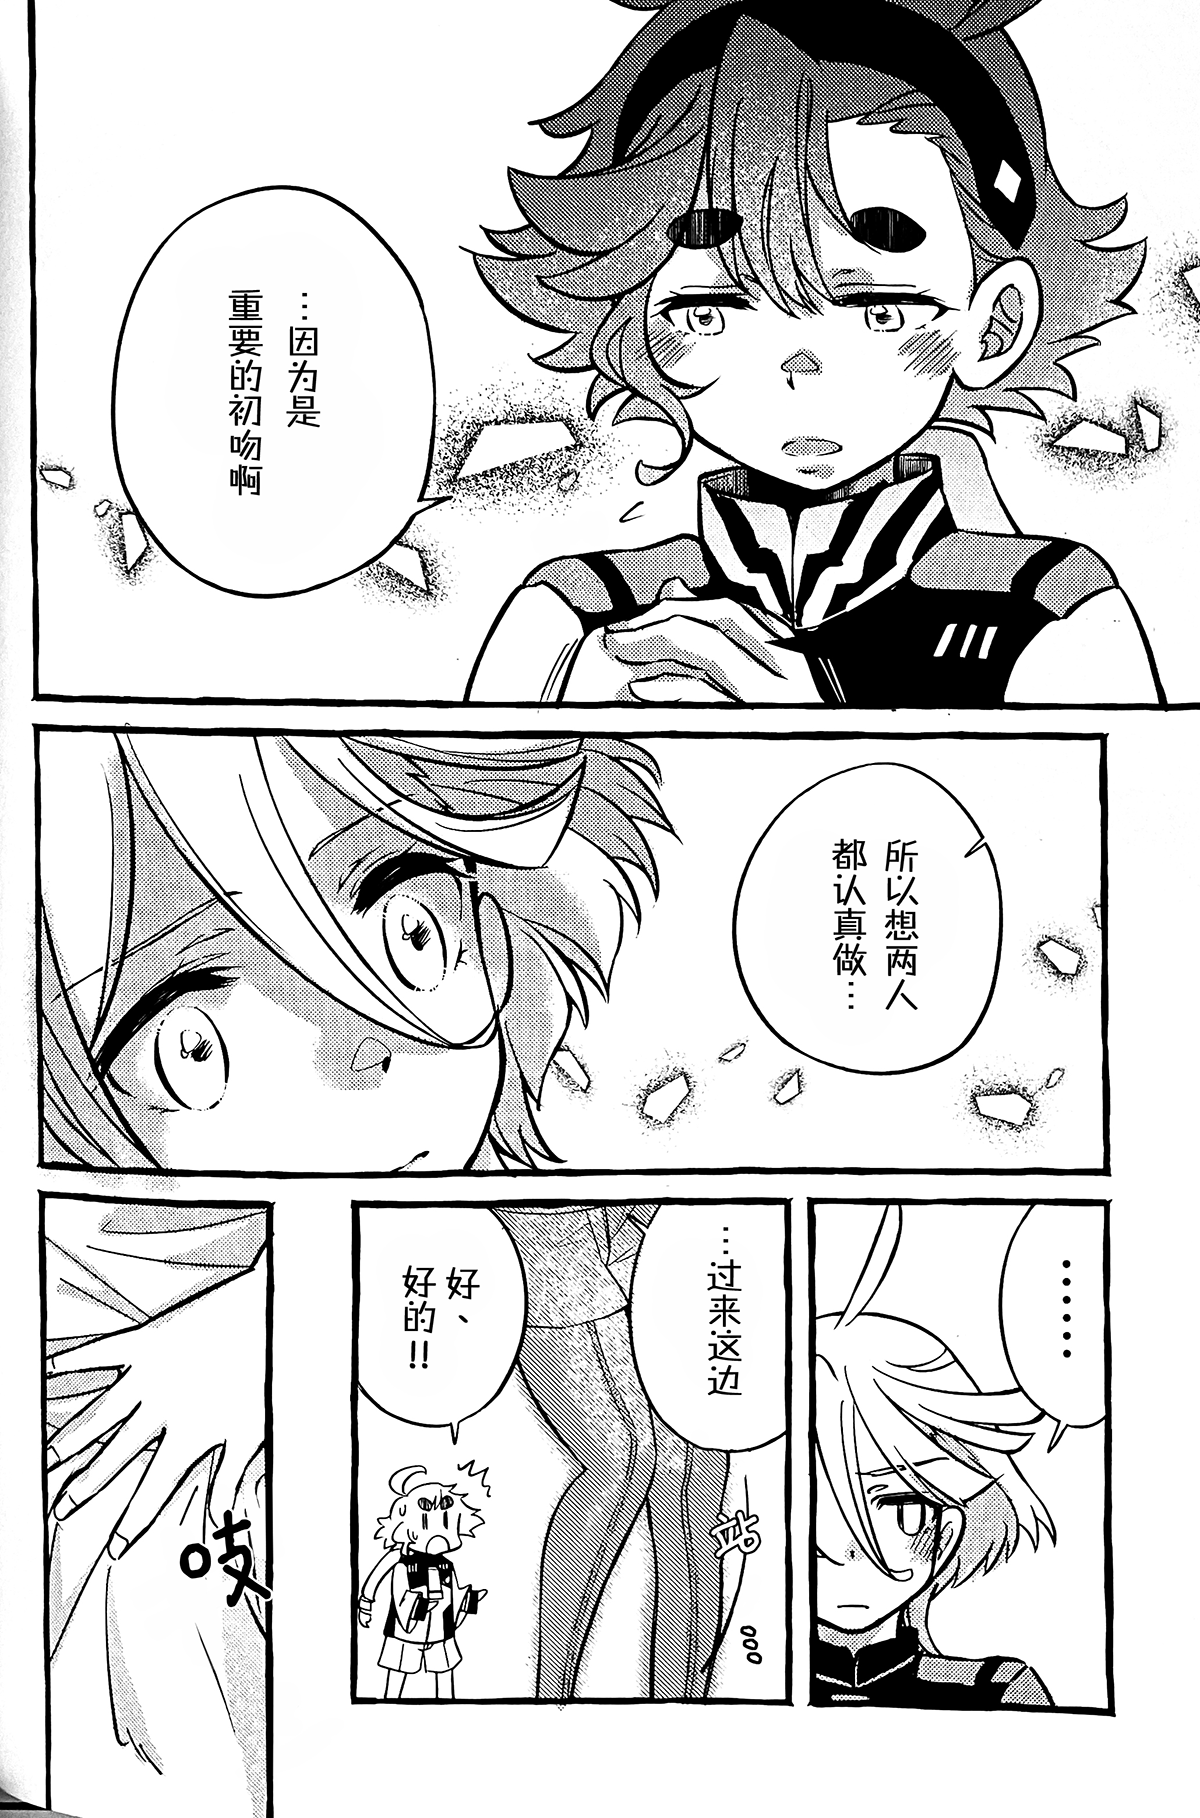 …因为是
重要的初吻啊
所以想两人
都认真做…
……
…过来这边
站
好、
好的!!
吱